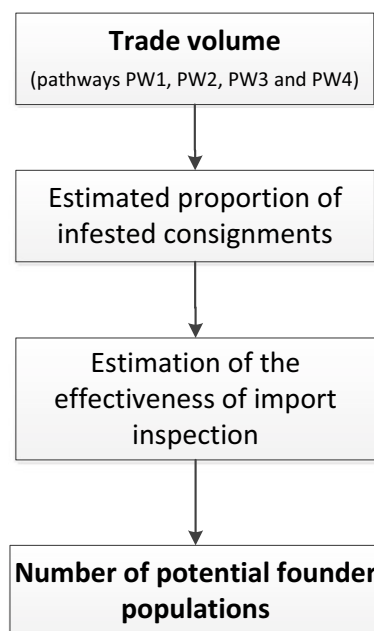 Trade volume
(pathways PW1, PW2, PW3 and PW4)
Estimated proportion of
infested consignments
Estimation of the
effectiveness of import
inspection
Number of potential founder
populations